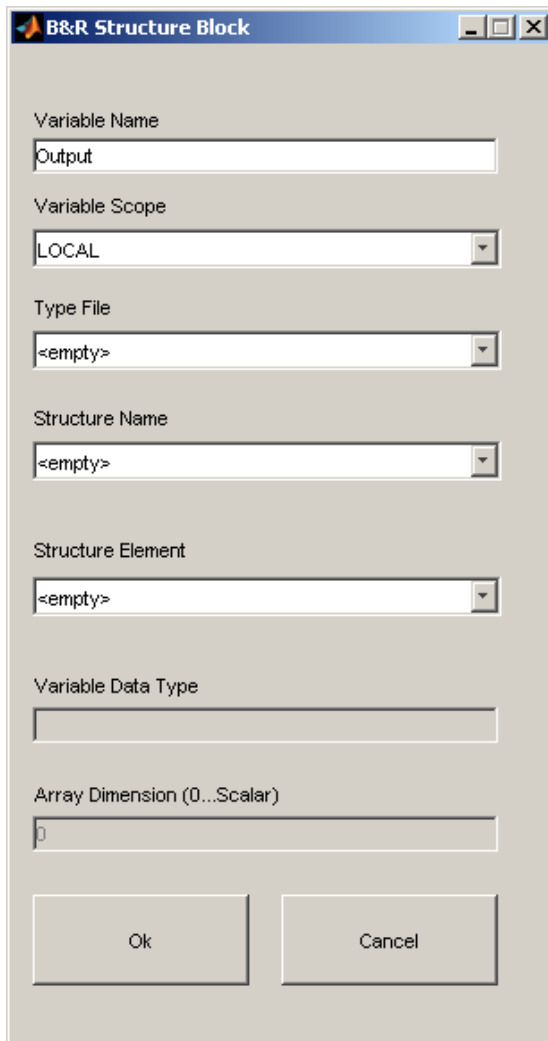 B&R Structure Block
Variable Name
Output
Variable Scope
LOCAL
Type File
<empty>
Structure Name
<empty>
Structure Element
<empty>
Variable Data Type
Array Dimension (0...Scalar)
0
Ok Cancel